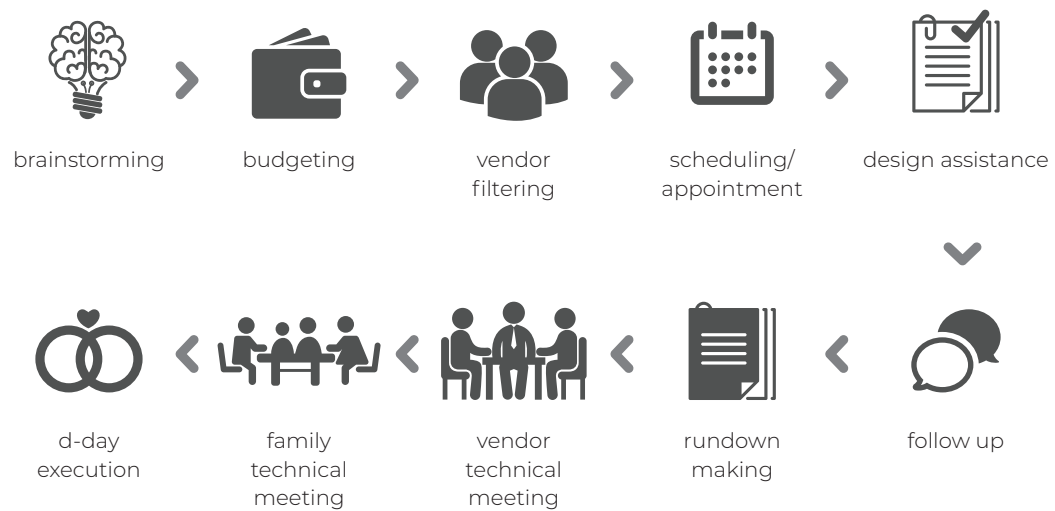 brainstorming
budgeting
vendor
filtering
scheduling/
appointment
design assistance
follow up
rundown
making
vendor
technical
meeting
family
technical
meeting
d-day
execution